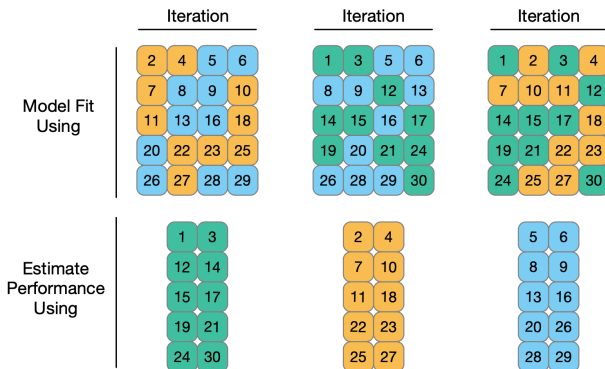 Iteration Iteration Iteration
2 4 5 6 1 3 5 6 1 2 3 4
7 8 9 10 8 9 12 13 7 10 11 12
Model Fit
Using
11 13 16 18 14 15 16 17 14 15 17 18
20 22 23 25 19 20 21 24 19 21 22 23
26 27 28 29 26 28 29 30 24 25 27 30
1 3 2 4 5 6
12 14 7 10 8 9
Estimate
Performance
Using
15 17 11 18 13 16
19 21 22 23 20 26
24 30 25 27 28 29